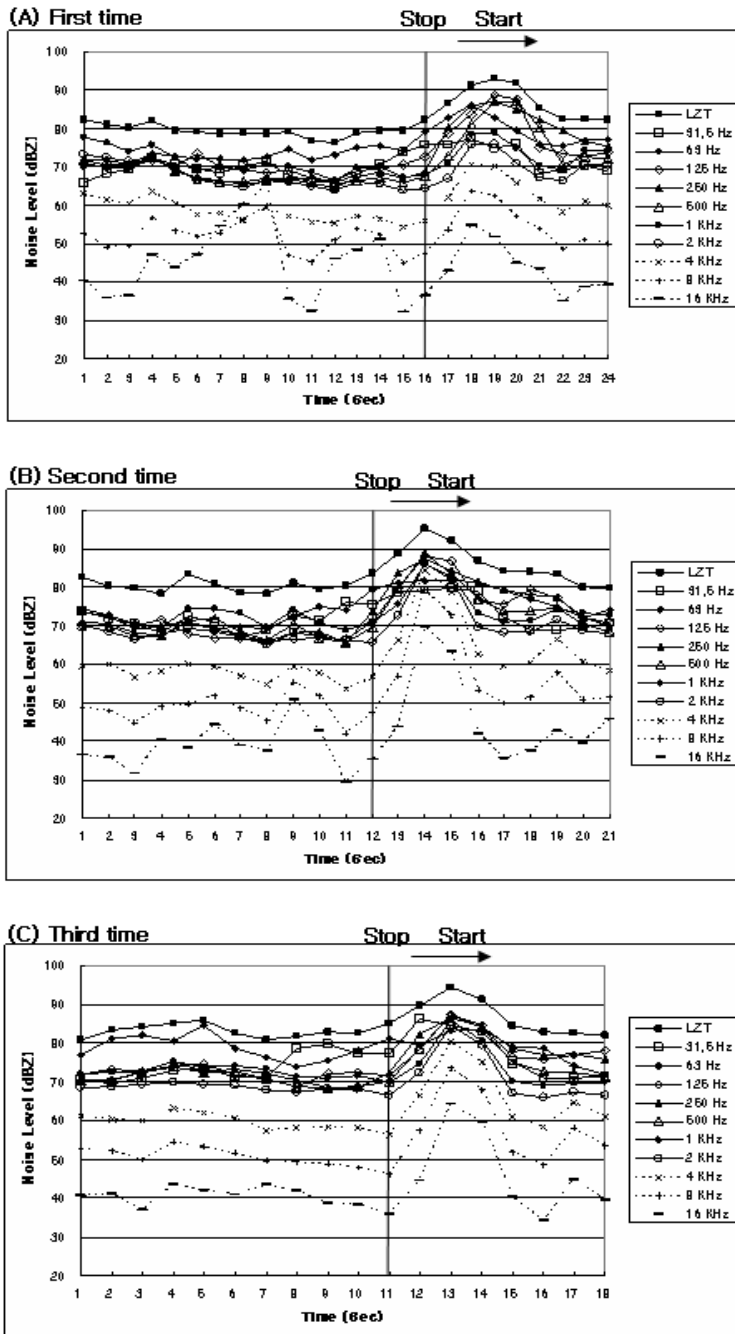 (A) First time
Stop Start
100
90
80
70
60
50
40
30
20
Noise Level (dBZ)
1 2 3 4 5 6 7 8 9 10 11 12 13 14 15 16 17 18 19 20 21 22 23 24
Time (Sec)
LZT
31,5 Hz
63 Hz
125 Hz
250 Hz
500 Hz
1 KHz
2 KHz
4 KHz
8 KHz
16 KHz
(B) Second time
Stop Start
100
90
80
70
60
50
40
30
20
Noise Level (dBZ)
1 2 3 4 5 6 7 8 9 10 11 12 13 14 15 16 17 18 19 20 21
Time (Sec)
LZT
31,5 Hz
63 Hz
125 Hz
250 Hz
500 Hz
1 KHz
2 KHz
4 KHz
8 KHz
16 KHz
(C) Third time
Stop Start
100
90
80
70
60
50
40
30
20
Noise Level (dBZ)
1 2 3 4 5 6 7 8 9 10 11 12 13 14 15 16 17 18
Time (Sec)
LZT
31,5 Hz
63 Hz
125 Hz
250 Hz
500 Hz
1 KHz
2 KHz
4 KHz
8 KHz
16 KHz